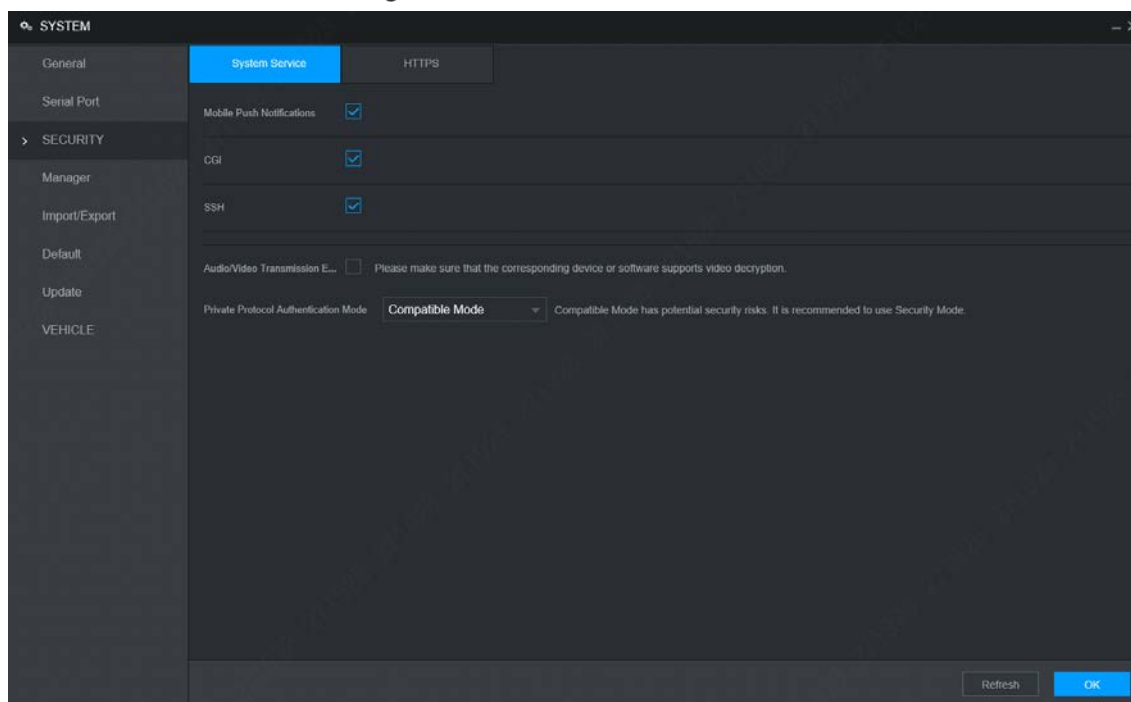 SYSTEM
General
System Service
HTTPS
Serial Port
Mobile Push Notifications
SECURITY
CGI
Manager
SSH
Import/Export
Default
Audio/Video Transmission E... Please make sure that the corresponding device or software supports video decryption.
Update
Private Protocol Authentication Mode Compatible Mode Compatible Mode has potential security risks. It is recommended to use Security Mode.
VEHICLE
Refresh
OK